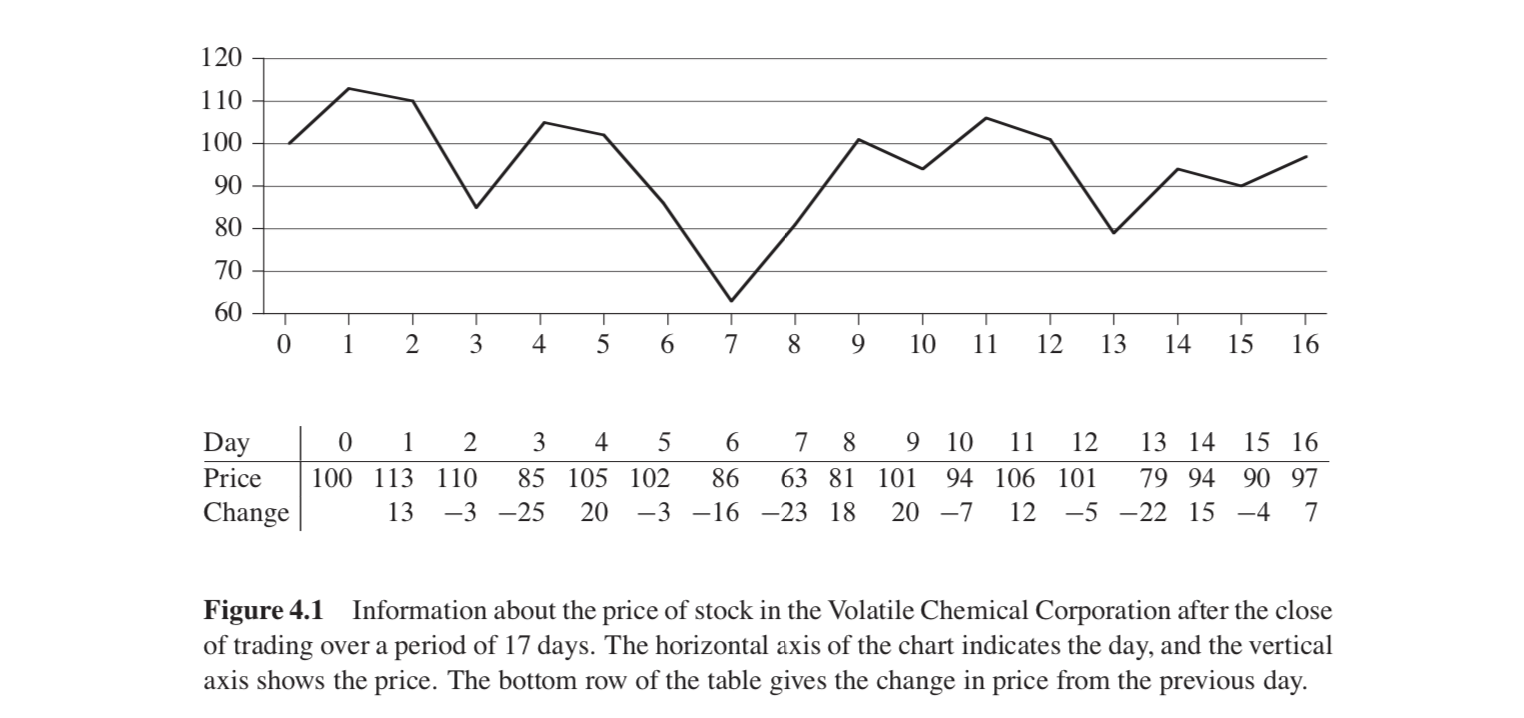 120
110
100
90
80
70
60
0 1 2 3 4 5 6 7 8 9 10 11 12 13 14 15 16
Day 0 1 2 3 4 5 6 7 8 9 10 11 12 13 14 15 16
Price 100 113 110 85 105 102 86 63 81 101 94 106 101 79 94 90 97
Change 13 −3 −25 20 −3 −16 −23 18 20 −7 12 −5 −22 15 −4 7
Figure 4.1 Information about the price of stock in the Volatile Chemical Corporation after the close
of trading over a period of 17 days. The horizontal axis of the chart indicates the day, and the vertical
axis shows the price. The bottom row of the table gives the change in price from the previous day.